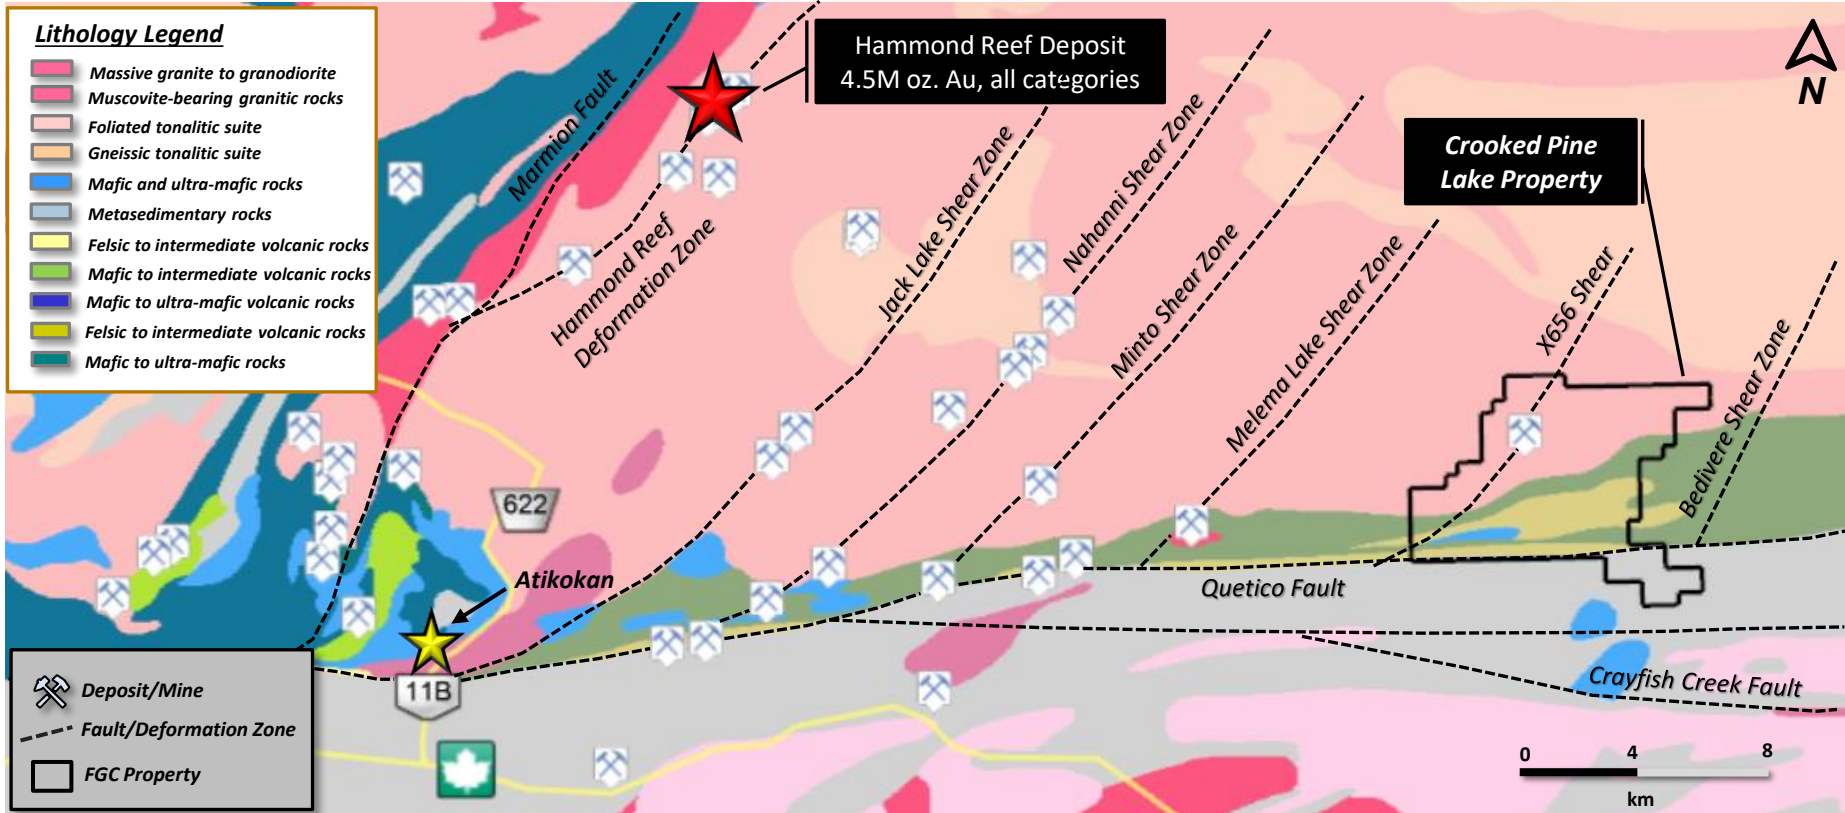 Lithology Legend
Massive granite to granodiorite
Muscovite-bearing granitic rocks
Foliated tonalitic suite
Gneissic tonalitic suite
Mafic and ultra-mafic rocks
Metasedimentary rocks
Felsic to intermediate volcanic rocks
Mafic to intermediate volcanic rocks
Mafic to ultra-mafic volcanic rocks
Felsic to intermediate volcanic rocks
Mafic to ultra-mafic rocks
Hammond Reef Deposit
4.5M oz. Au, all categories
N
Crooked Pine
Lake Property
Marmion Fault
Hammond Reef
Deformation Zone
Jack Lake Shear Zone
Nahanni Shear Zone
Minto Shear Zone
Melema Lake Shear Zone
X656 Shear
Bedivere Shear Zone
622
Atikokan
Quetico Fault
11B
Crayfish Creek Fault
Deposit/Mine
Fault/Deformation Zone
FGC Property
0 4 8
km